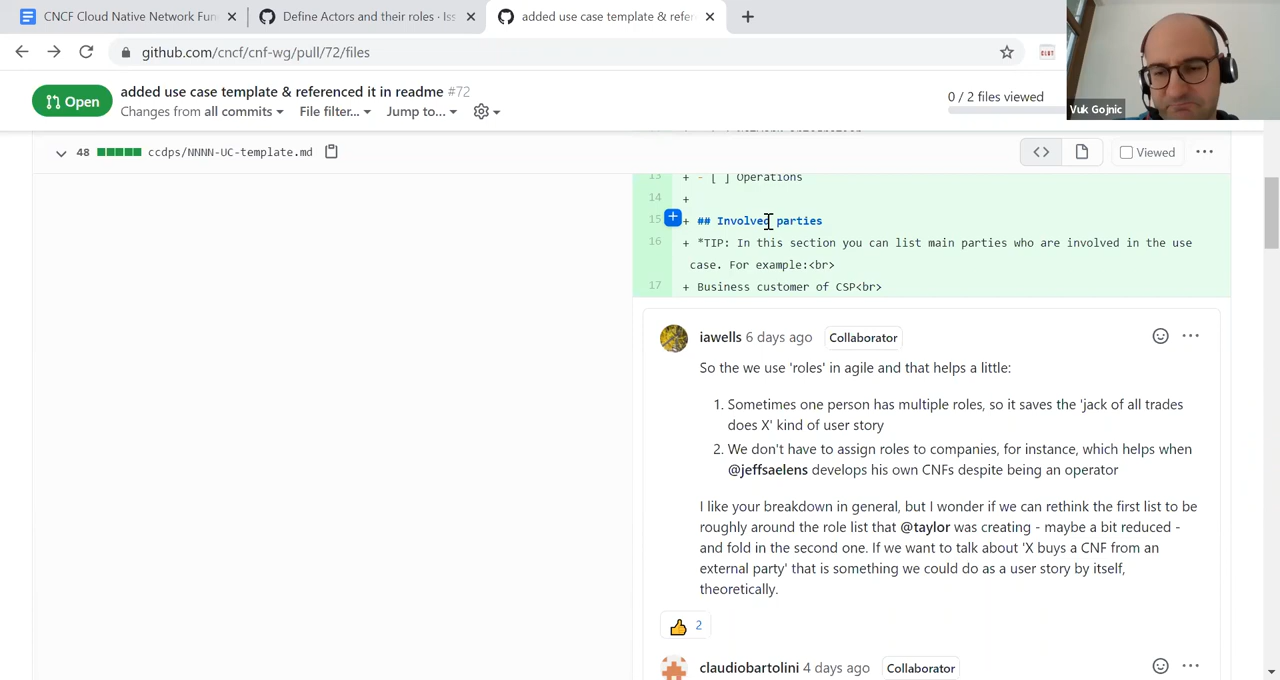 CNCF Cloud Native Network Fun
Define Actors and their roles · Iss
added use case template & refer
github.com/cncf/cnf-wg/pull/72/files
Vuk Gojnic
Open
added use case template & referenced it in readme #72
Changes from all commits
File filter...
Jump to...
0 / 2 files viewed
48 ccdps/NNNN-UC-template.md
Viewed
13 + - [ ] Operations
14 +
15 + ## Involved parties
16 + *TIP: In this section you can list main parties who are involved in the use
case. For example:<br>
17 + Business customer of CSP<br>
iawells 6 days ago Collaborator
So the we use 'roles' in agile and that helps a little:
1. Sometimes one person has multiple roles, so it saves the 'jack of all trades
does X' kind of user story
2. We don't have to assign roles to companies, for instance, which helps when
@jeffsaelens develops his own CNFs despite being an operator
I like your breakdown in general, but I wonder if we can rethink the first list to be
roughly around the role list that @taylor was creating - maybe a bit reduced -
and fold in the second one. If we want to talk about 'X buys a CNF from an
external party' that is something we could do as a user story by itself,
theoretically.
2
claudiobartolini 4 days ago Collaborator